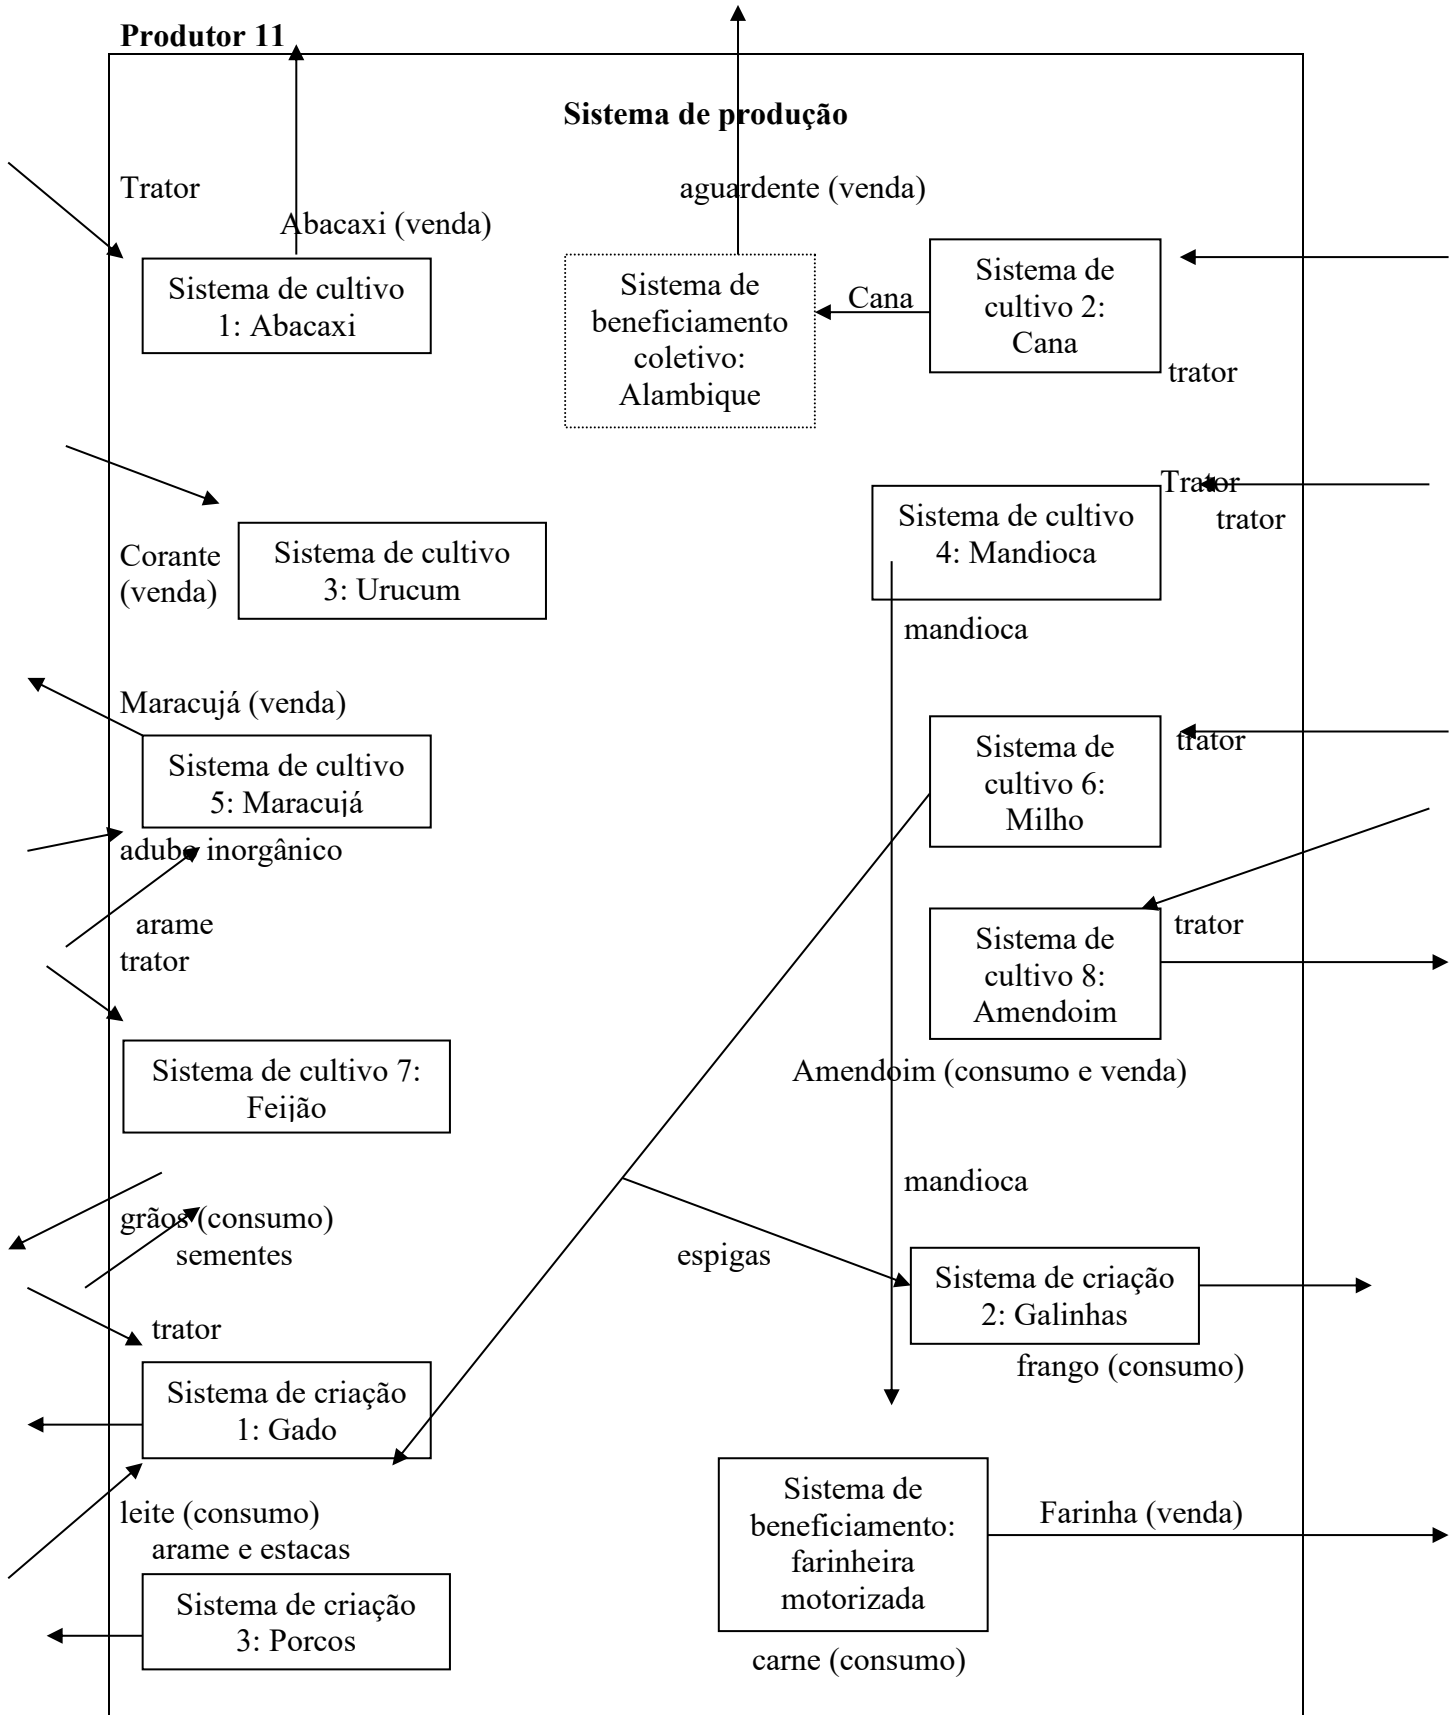 Produtor 11
Sistema de produção
Trator
aguardente (venda)
Abacaxi (venda)
Sistema de cultivo
1: Abacaxi
Sistema de
beneficiamento
coletivo:
Alambique
Cana
Sistema de
cultivo 2:
Cana
trator
Trator
trator
Sistema de cultivo
4: Mandioca
Corante
(venda)
Sistema de cultivo
3: Urucum
mandioca
Maracujá (venda)
Sistema de cultivo
5: Maracujá
Sistema de
cultivo 6:
Milho
trator
adubo inorgânico
arame
trator
Sistema de
cultivo 8:
Amendoim
trator
Sistema de cultivo 7:
Feijão
Amendoim (consumo e venda)
mandioca
grãos (consumo)
sementes
espigas
Sistema de criação
2: Galinhas
trator
frango (consumo)
Sistema de criação
1: Gado
leite (consumo)
arame e estacas
Sistema de
beneficiamento:
farinheira
motorizada
Farinha (venda)
Sistema de criação
3: Porcos
carne (consumo)